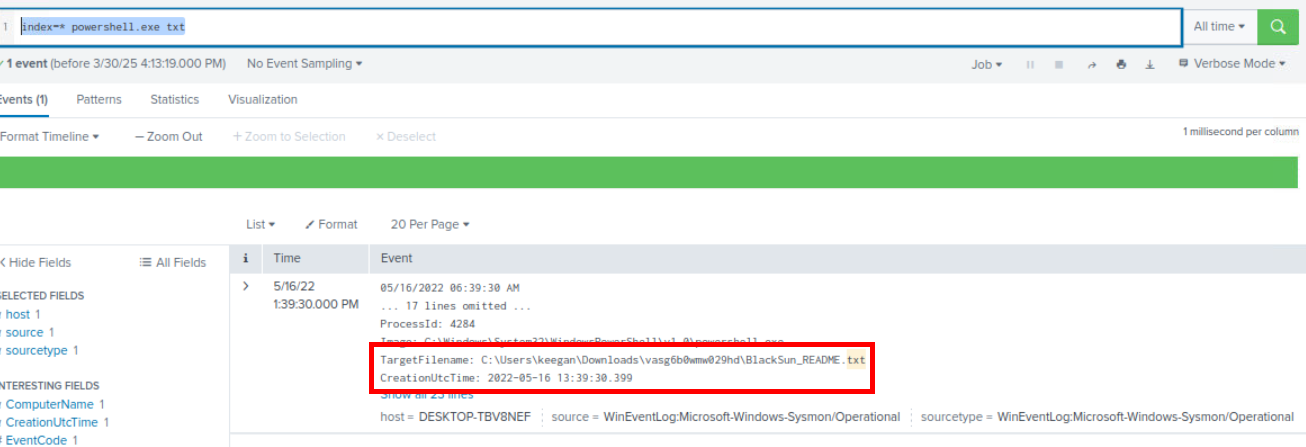 1 index=* powershell.exe txt
All time
✓ 1 event (before 3/30/25 4:13:19.000 PM) No Event Sampling
Job
Verbose Mode
Events (1) Patterns Statistics Visualization
Format Timeline − Zoom Out + Zoom to Selection × Deselect
1 millisecond per column
List Format 20 Per Page
< Hide Fields All Fields
i Time Event
SELECTED FIELDS
host 1
source 1
sourcetype 1
INTERESTING FIELDS
ComputerName 1
CreationUtcTime 1
# EventCode 1
> 5/16/22
1:39:30.000 PM
05/16/2022 06:39:30 AM
... 17 lines omitted ...
ProcessId: 4284
Image: C:\Windows\System32\WindowsPowerShell\v1.0\powershell.exe
TargetFilename: C:\Users\keegan\Downloads\vasg6b0wmw029hd\BlackSun_README.txt
CreationUtcTime: 2022-05-16 13:39:30.399
Show all 23 lines
host = DESKTOP-TBV8NEF source = WinEventLog:Microsoft-Windows-Sysmon/Operational sourcetype = WinEventLog:Microsoft-Windows-Sysmon/Operational